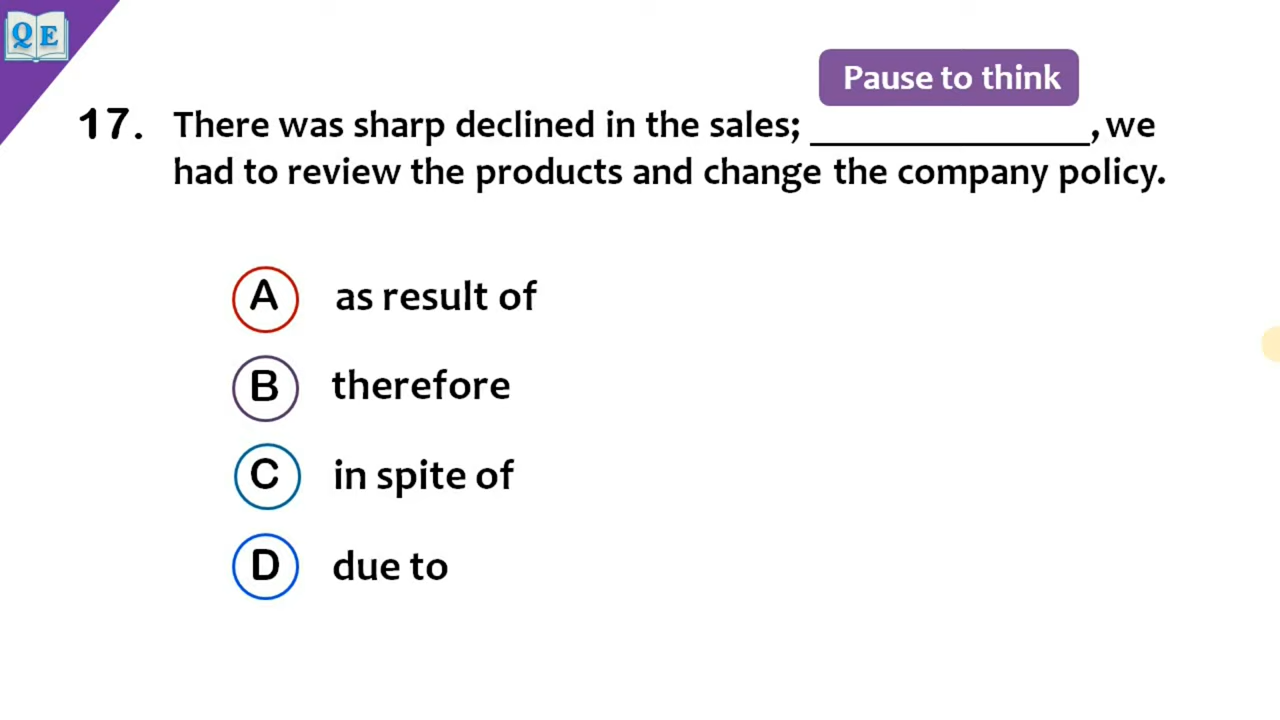 QE
Pause to think
17. There was sharp declined in the sales; ______________, we
had to review the products and change the company policy.
A as result of
B therefore
C in spite of
D due to